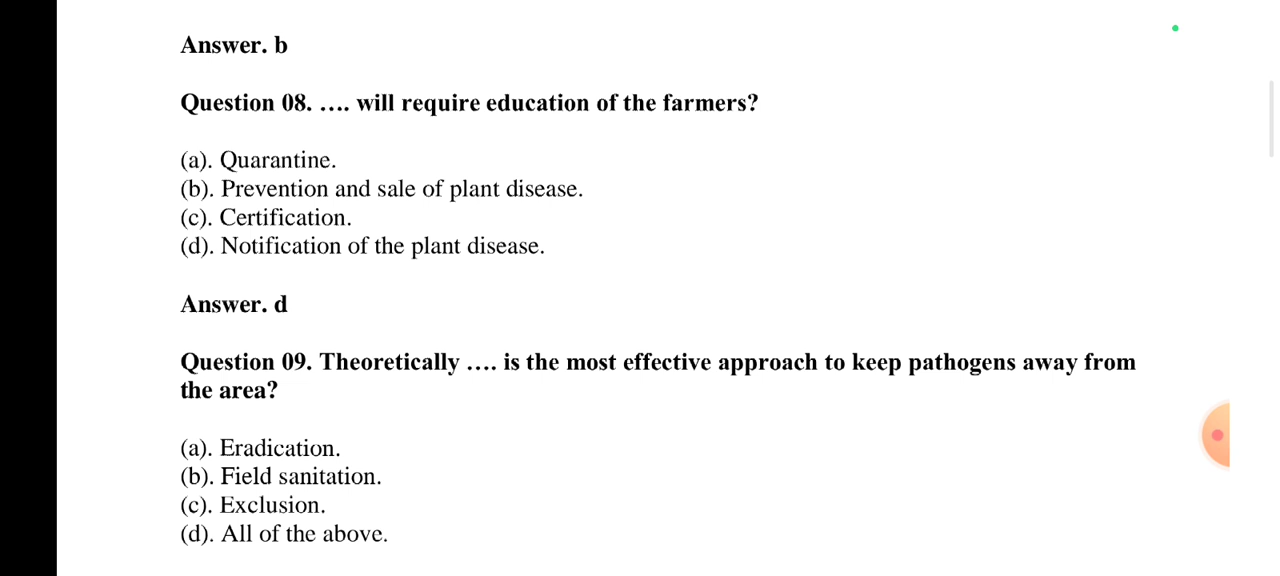 Answer. b
Question 08. .... will require education of the farmers?
(a). Quarantine.
(b). Prevention and sale of plant disease.
(c). Certification.
(d). Notification of the plant disease.
Answer. d
Question 09. Theoretically .... is the most effective approach to keep pathogens away from
the area?
(a). Eradication.
(b). Field sanitation.
(c). Exclusion.
(d). All of the above.